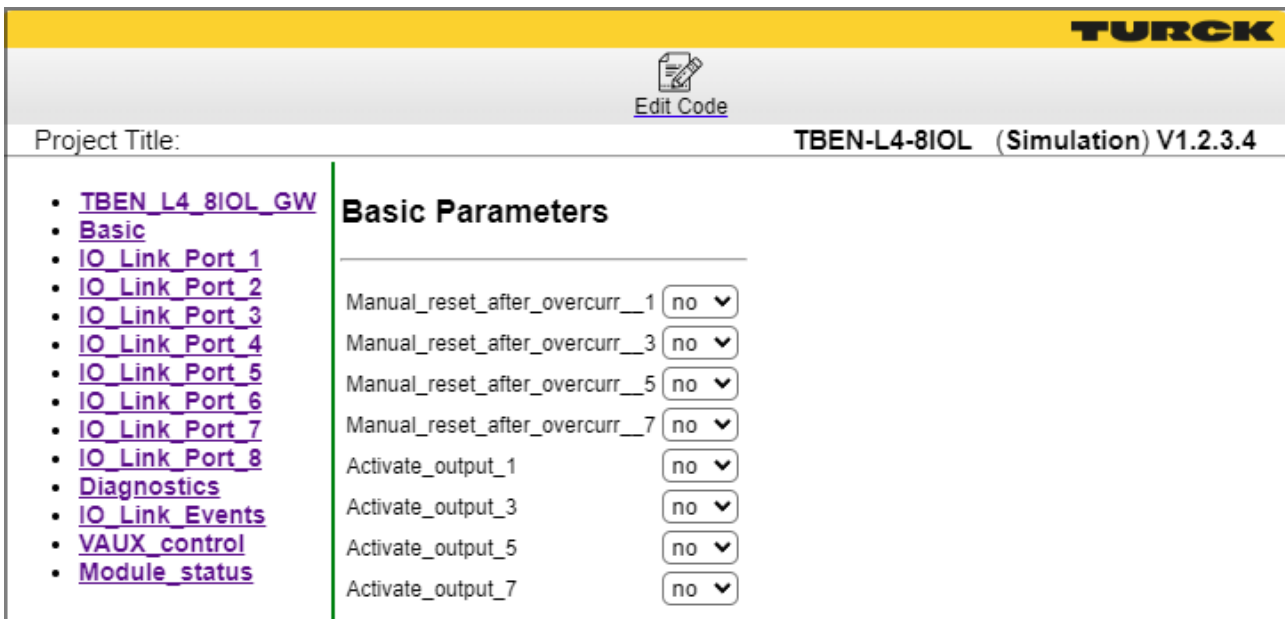 TURCK
Edit Code
Project Title:
TBEN-L4-8IOL (Simulation) V1.2.3.4
TBEN_L4_8IOL_GW
Basic
IO_Link_Port_1
IO_Link_Port_2
IO_Link_Port_3
IO_Link_Port_4
IO_Link_Port_5
IO_Link_Port_6
IO_Link_Port_7
IO_Link_Port_8
Diagnostics
IO_Link_Events
VAUX_control
Module_status
Basic Parameters
Manual_reset_after_overcurr__1 no
Manual_reset_after_overcurr__3 no
Manual_reset_after_overcurr__5 no
Manual_reset_after_overcurr__7 no
Activate_output_1 no
Activate_output_3 no
Activate_output_5 no
Activate_output_7 no